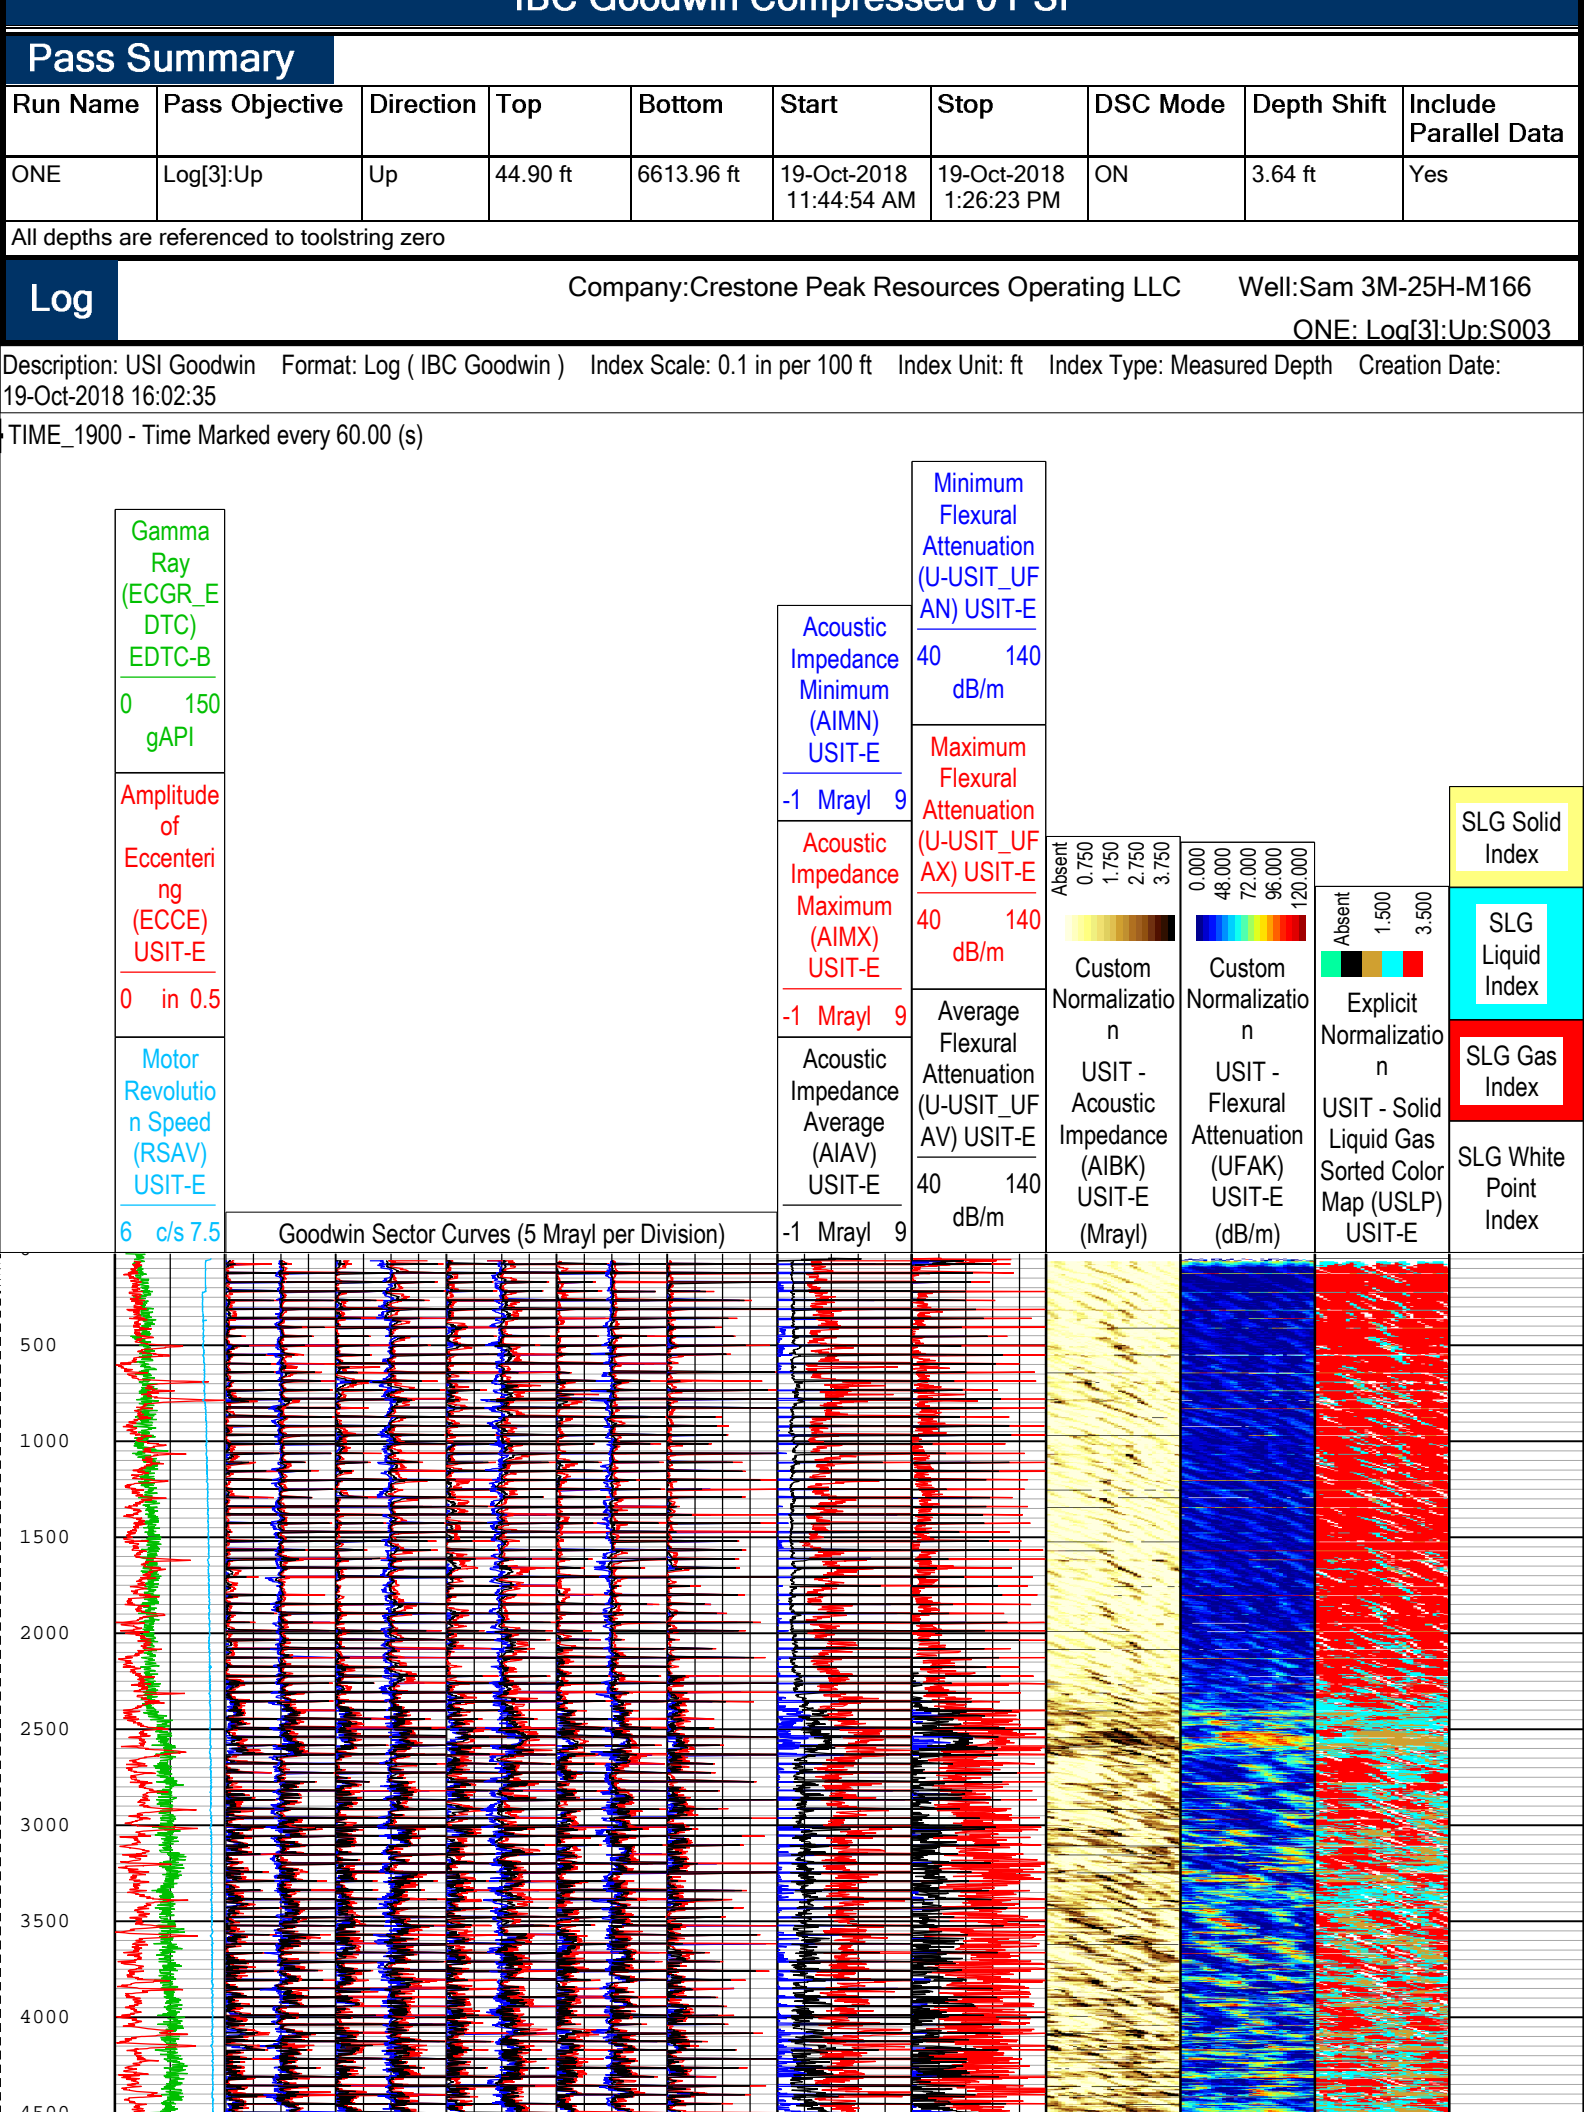 IBC Goodwin Compressed 0 PSI
Pass Summary
Run Name Pass Objective Direction Top Bottom Start Stop DSC Mode Depth Shift Include
Parallel Data
ONE Log[3]:Up Up 44.90 ft 6613.96 ft 19-Oct-2018 19-Oct-2018 ON 3.64 ft Yes
11:44:54 AM 1:26:23 PM
All depths are referenced to toolstring zero
Log
Company:Crestone Peak Resources Operating LLC Well:Sam 3M-25H-M166
ONE: Log[3]:Up:S003
Description: USI Goodwin Format: Log ( IBC Goodwin ) Index Scale: 0.1 in per 100 ft Index Unit: ft Index Type: Measured Depth Creation Date:
19-Oct-2018 16:02:35
TIME_1900 - Time Marked every 60.00 (s)
Gamma
Ray
(ECGR_E
DTC)
EDTC-B
0 150
gAPI
Amplitude
of
Eccenteri
ng
(ECCE)
USIT-E
0 in 0.5
Motor
Revolutio
n Speed
(RSAV)
USIT-E
6 c/s 7.5
Goodwin Sector Curves (5 Mrayl per Division)
Acoustic
Impedance
Minimum
(AIMN)
USIT-E
-1 Mrayl 9
Acoustic
Impedance
Maximum
(AIMX)
USIT-E
-1 Mrayl 9
Acoustic
Impedance
Average
(AIAV)
USIT-E
-1 Mrayl 9
Minimum
Flexural
Attenuation
(U-USIT_UF
AN) USIT-E
40 140
dB/m
Maximum
Flexural
Attenuation
(U-USIT_UF
AX) USIT-E
40 140
dB/m
Average
Flexural
Attenuation
(U-USIT_UF
AV) USIT-E
40 140
dB/m
Absent
0.750
1.750
2.750
3.750
Custom
Normalizatio
n
USIT -
Acoustic
Impedance
(AIBK)
USIT-E
(Mrayl)
0.000
48.000
72.000
96.000
120.000
Custom
Normalizatio
n
USIT -
Flexural
Attenuation
(UFAK)
USIT-E
(dB/m)
Absent
1.500
3.500
Explicit
Normalizatio
n
USIT - Solid
Liquid Gas
Sorted Color
Map (USLP)
USIT-E
SLG Solid
Index
SLG
Liquid
Index
SLG Gas
Index
SLG White
Point
Index
500
1000
1500
2000
2500
3000
3500
4000
4500